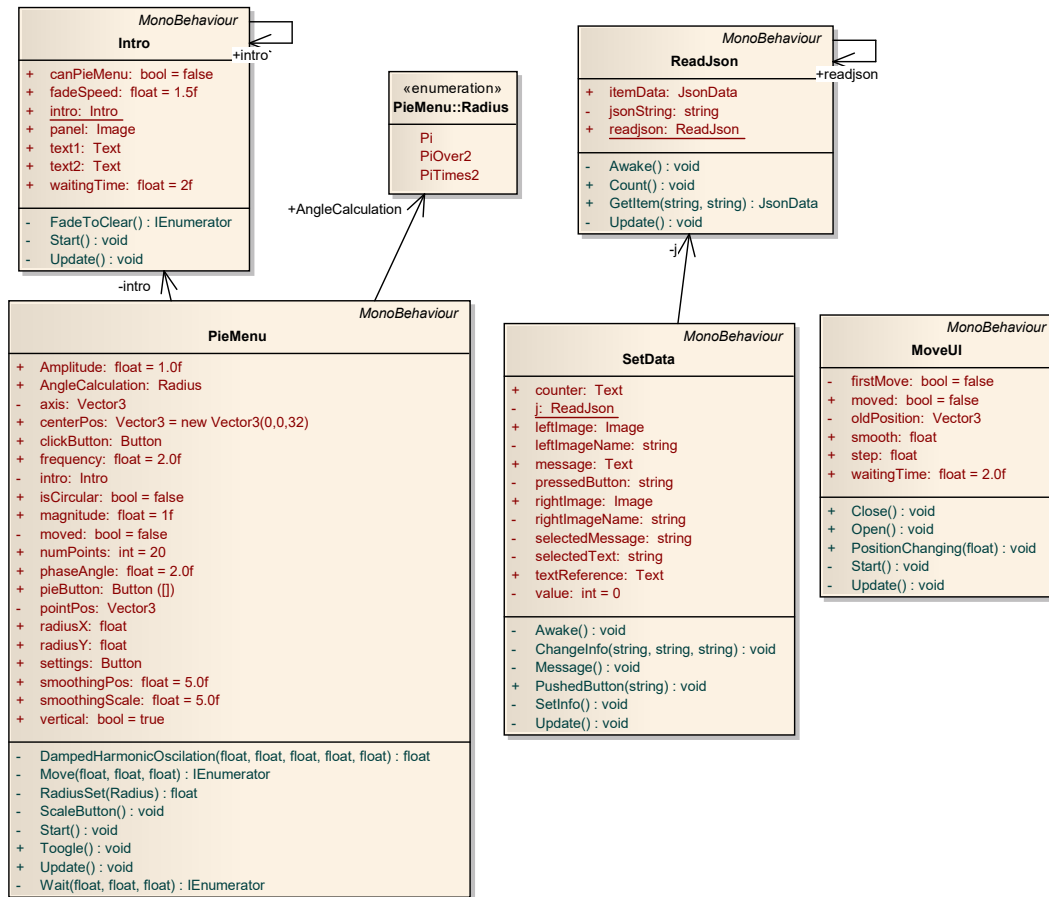 MonoBehaviour
Intro
+ canPieMenu: bool = false
+ fadeSpeed: float = 1.5f
+ intro: Intro
+ panel: Image
+ text1: Text
+ text2: Text
+ waitingTime: float = 2f
- FadeToClear() : IEnumerator
- Start() : void
- Update() : void
+intro`
«enumeration»
PieMenu::Radius
Pi
PiOver2
PiTimes2
MonoBehaviour
ReadJson
+ itemData: JsonData
- jsonString: string
+ readjson: ReadJson
- Awake() : void
+ Count() : void
+ GetItem(string, string) : JsonData
- Update() : void
+readjson
+AngleCalculation
-intro
-j
MonoBehaviour
PieMenu
+ Amplitude: float = 1.0f
+ AngleCalculation: Radius
- axis: Vector3
+ centerPos: Vector3 = new Vector3(0,0,32)
+ clickButton: Button
+ frequency: float = 2.0f
- intro: Intro
+ isCircular: bool = false
+ magnitude: float = 1f
- moved: bool = false
+ numPoints: int = 20
+ phaseAngle: float = 2.0f
+ pieButton: Button ([])
- pointPos: Vector3
+ radiusX: float
+ radiusY: float
+ settings: Button
+ smoothingPos: float = 5.0f
+ smoothingScale: float = 5.0f
+ vertical: bool = true
- DampedHarmonicOscilation(float, float, float, float, float) : float
- Move(float, float, float) : IEnumerator
- RadiusSet(Radius) : float
- ScaleButton() : void
- Start() : void
+ Toogle() : void
+ Update() : void
- Wait(float, float, float) : IEnumerator
MonoBehaviour
SetData
+ counter: Text
- j: ReadJson
+ leftImage: Image
- leftImageName: string
+ message: Text
- pressedButton: string
+ rightImage: Image
- rightImageName: string
- selectedMessage: string
- selectedText: string
+ textReference: Text
- value: int = 0
- Awake() : void
- ChangeInfo(string, string, string) : void
- Message() : void
+ PushedButton(string) : void
- SetInfo() : void
- Update() : void
MonoBehaviour
MoveUI
- firstMove: bool = false
+ moved: bool = false
- oldPosition: Vector3
+ smooth: float
+ step: float
+ waitingTime: float = 2.0f
+ Close() : void
+ Open() : void
+ PositionChanging(float) : void
- Start() : void
- Update() : void